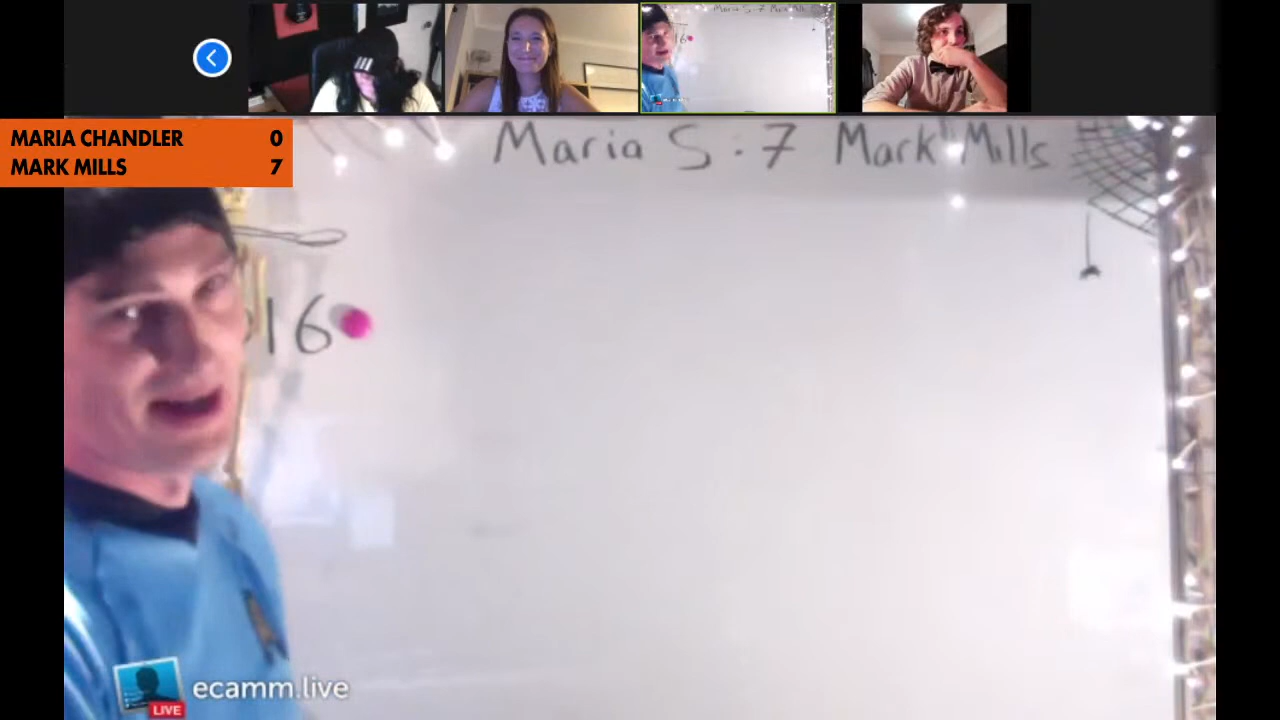 MARIA CHANDLER 0
MARK MILLS 7
Maria S : 7 Mark Mills
16
ecamm.live
LIVE